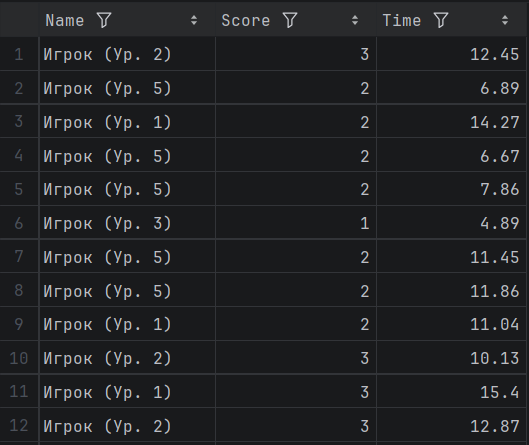 Name Score Time
1 Игрок (Ур. 2) 3 12.45
2 Игрок (Ур. 5) 2 6.89
3 Игрок (Ур. 1) 2 14.27
4 Игрок (Ур. 5) 2 6.67
5 Игрок (Ур. 5) 2 7.86
6 Игрок (Ур. 3) 1 4.89
7 Игрок (Ур. 5) 2 11.45
8 Игрок (Ур. 5) 2 11.86
9 Игрок (Ур. 1) 2 11.04
10 Игрок (Ур. 2) 3 10.13
11 Игрок (Ур. 1) 3 15.4
12 Игрок (Ур. 2) 3 12.87